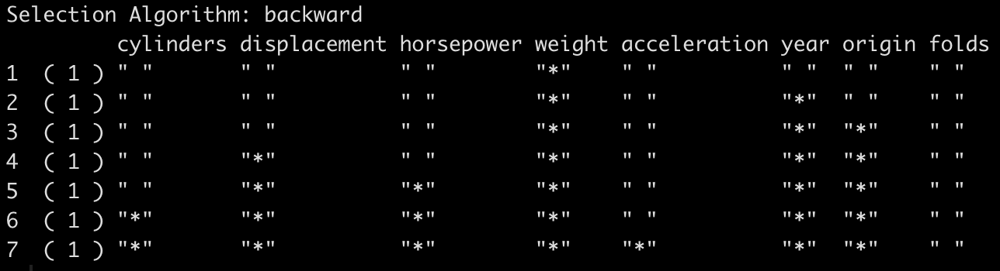 Selection Algorithm: backward
         cylinders displacement horsepower weight acceleration year origin folds
1  ( 1 ) " "       " "          " "        "*"    " "          " "  " "    " "
2  ( 1 ) " "       " "          " "        "*"    " "          "*"  " "    " "
3  ( 1 ) " "       " "          " "        "*"    " "          "*"  "*"    " "
4  ( 1 ) " "       "*"          " "        "*"    " "          "*"  "*"    " "
5  ( 1 ) " "       "*"          "*"        "*"    " "          "*"  "*"    " "
6  ( 1 ) "*"       "*"          "*"        "*"    " "          "*"  "*"    " "
7  ( 1 ) "*"       "*"          "*"        "*"    "*"          "*"  "*"    " "